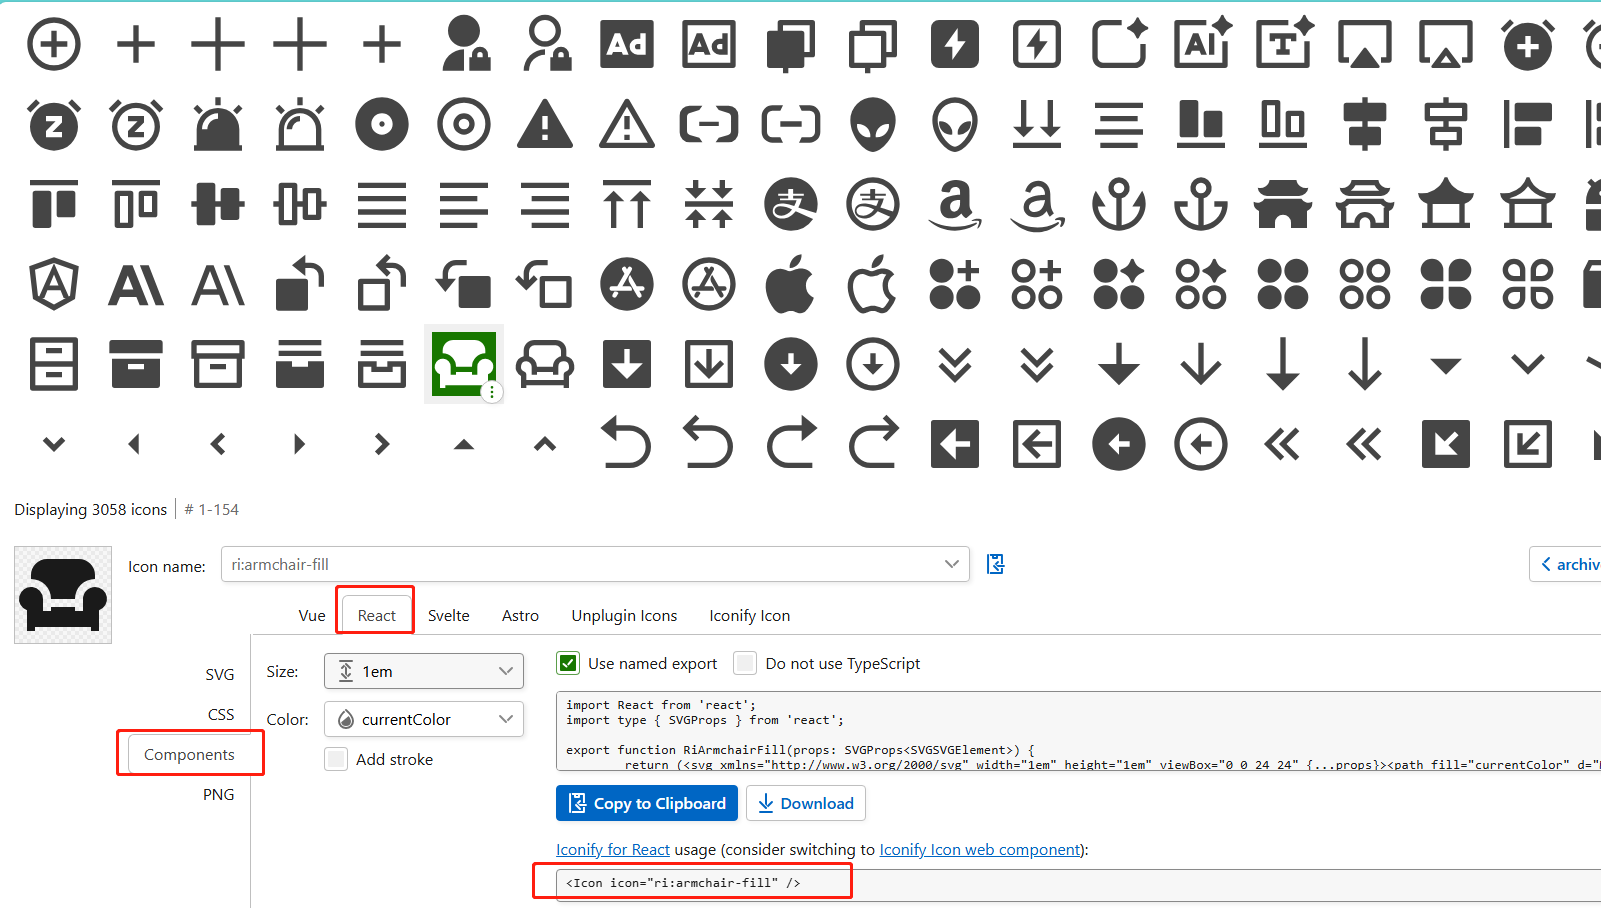 Ad Ad AI T
z z
支 支 a a
Displaying 3058 icons # 1-154
Icon name: ri:armchair-fill archiv
Vue React Svelte Astro Unplugin Icons Iconify Icon
SVG
CSS
Components
PNG
Size: 1em
Color: currentColor
Add stroke
Use named export Do not use TypeScript
import React from 'react';
import type { SVGProps } from 'react';
export function RiArmchairFill(props: SVGProps<SVGSVGElement>) {
return (<svg xmlns="http://www.w3.org/2000/svg" width="1em" height="1em" viewBox="0 0 24 24" {...props}><path fill="currentColor" d="
Copy to Clipboard Download
Iconify for React usage (consider switching to Iconify Icon web component):
<Icon icon="ri:armchair-fill" />